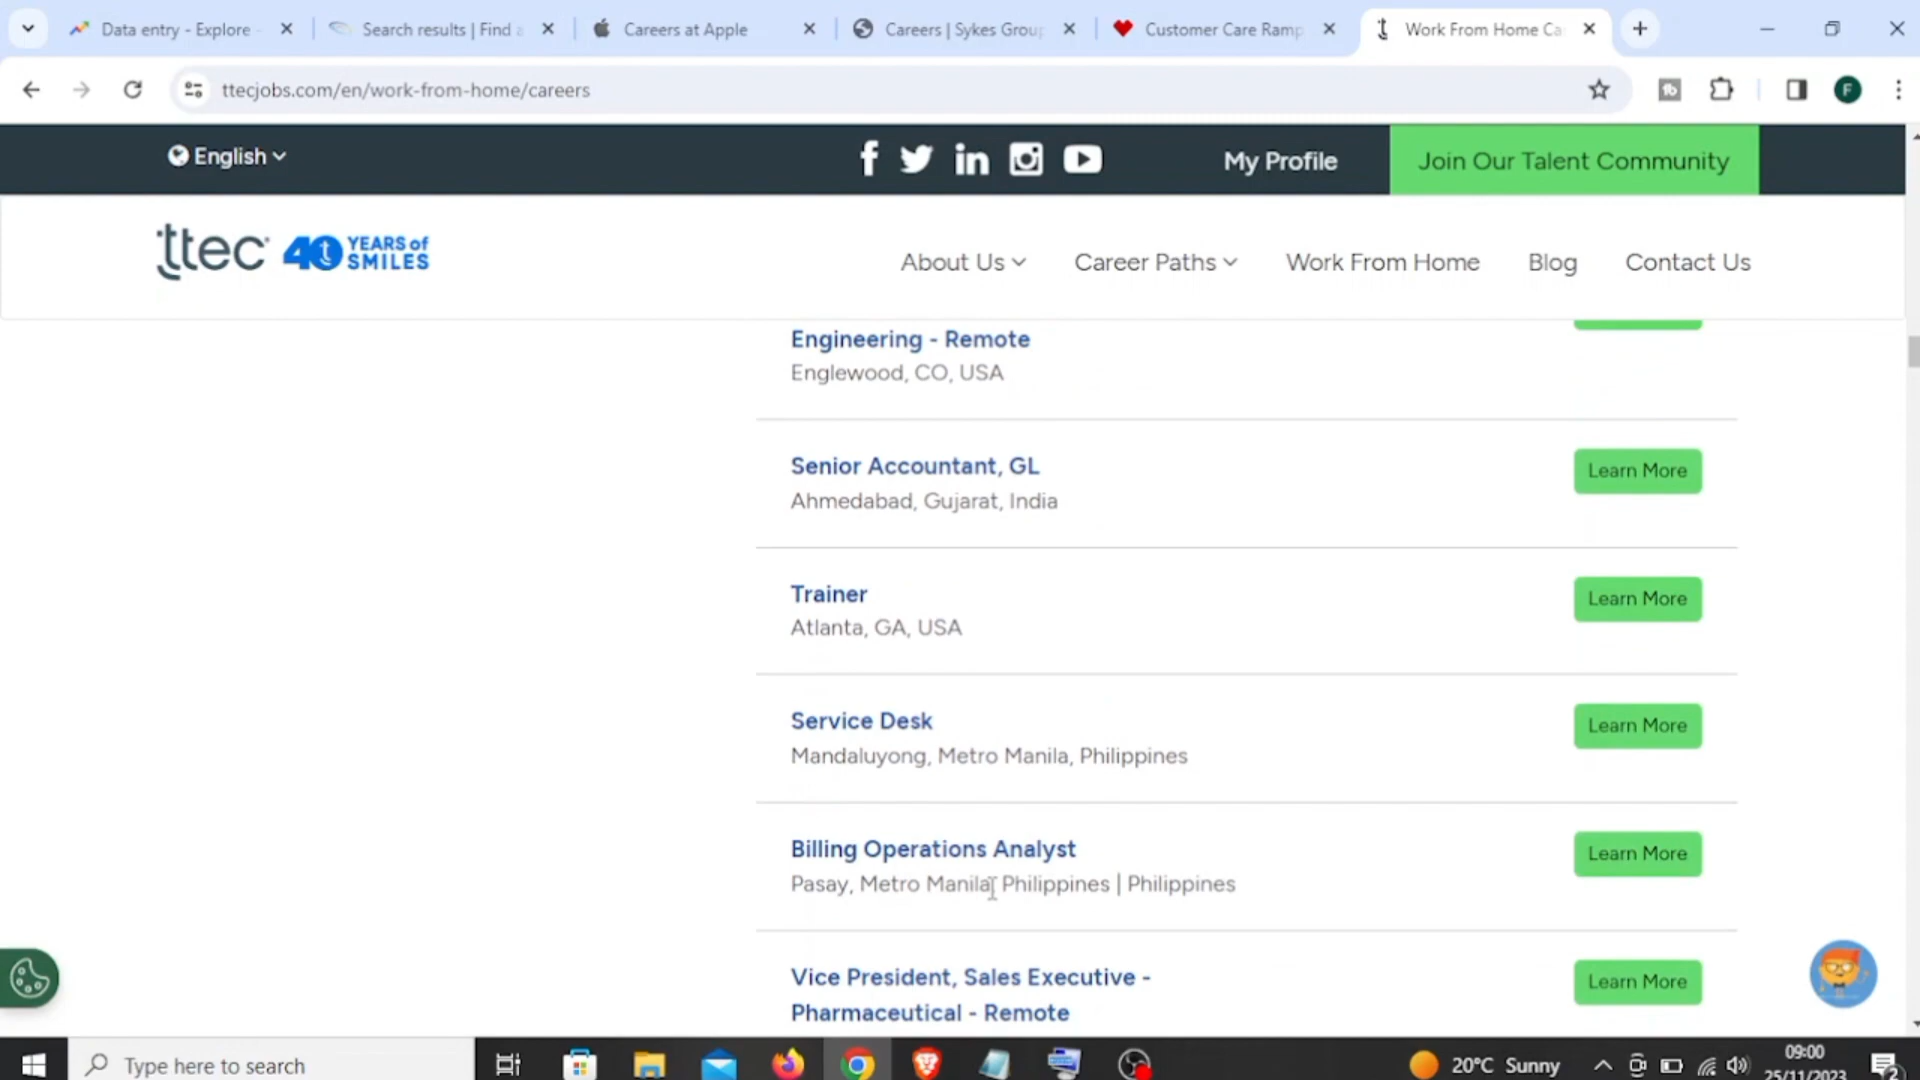 Data entry - Explore -
Search results | Find a
Careers at Apple
Careers | Sykes Group
Customer Care Ramp
Work From Home Ca
ttecjobs.com/en/work-from-home/careers
F
English
My Profile
Join Our Talent Community
ttec 40 YEARS of SMILES
About Us
Career Paths
Work From Home
Blog
Contact Us
Engineering - Remote
Englewood, CO, USA
Senior Accountant, GL
Ahmedabad, Gujarat, India
Learn More
Trainer
Atlanta, GA, USA
Learn More
Service Desk
Mandaluyong, Metro Manila, Philippines
Learn More
Billing Operations Analyst
Pasay, Metro Manila, Philippines | Philippines
Learn More
Vice President, Sales Executive -
Pharmaceutical - Remote
Learn More
Type here to search
20°C Sunny
09:00
25/11/2023
2